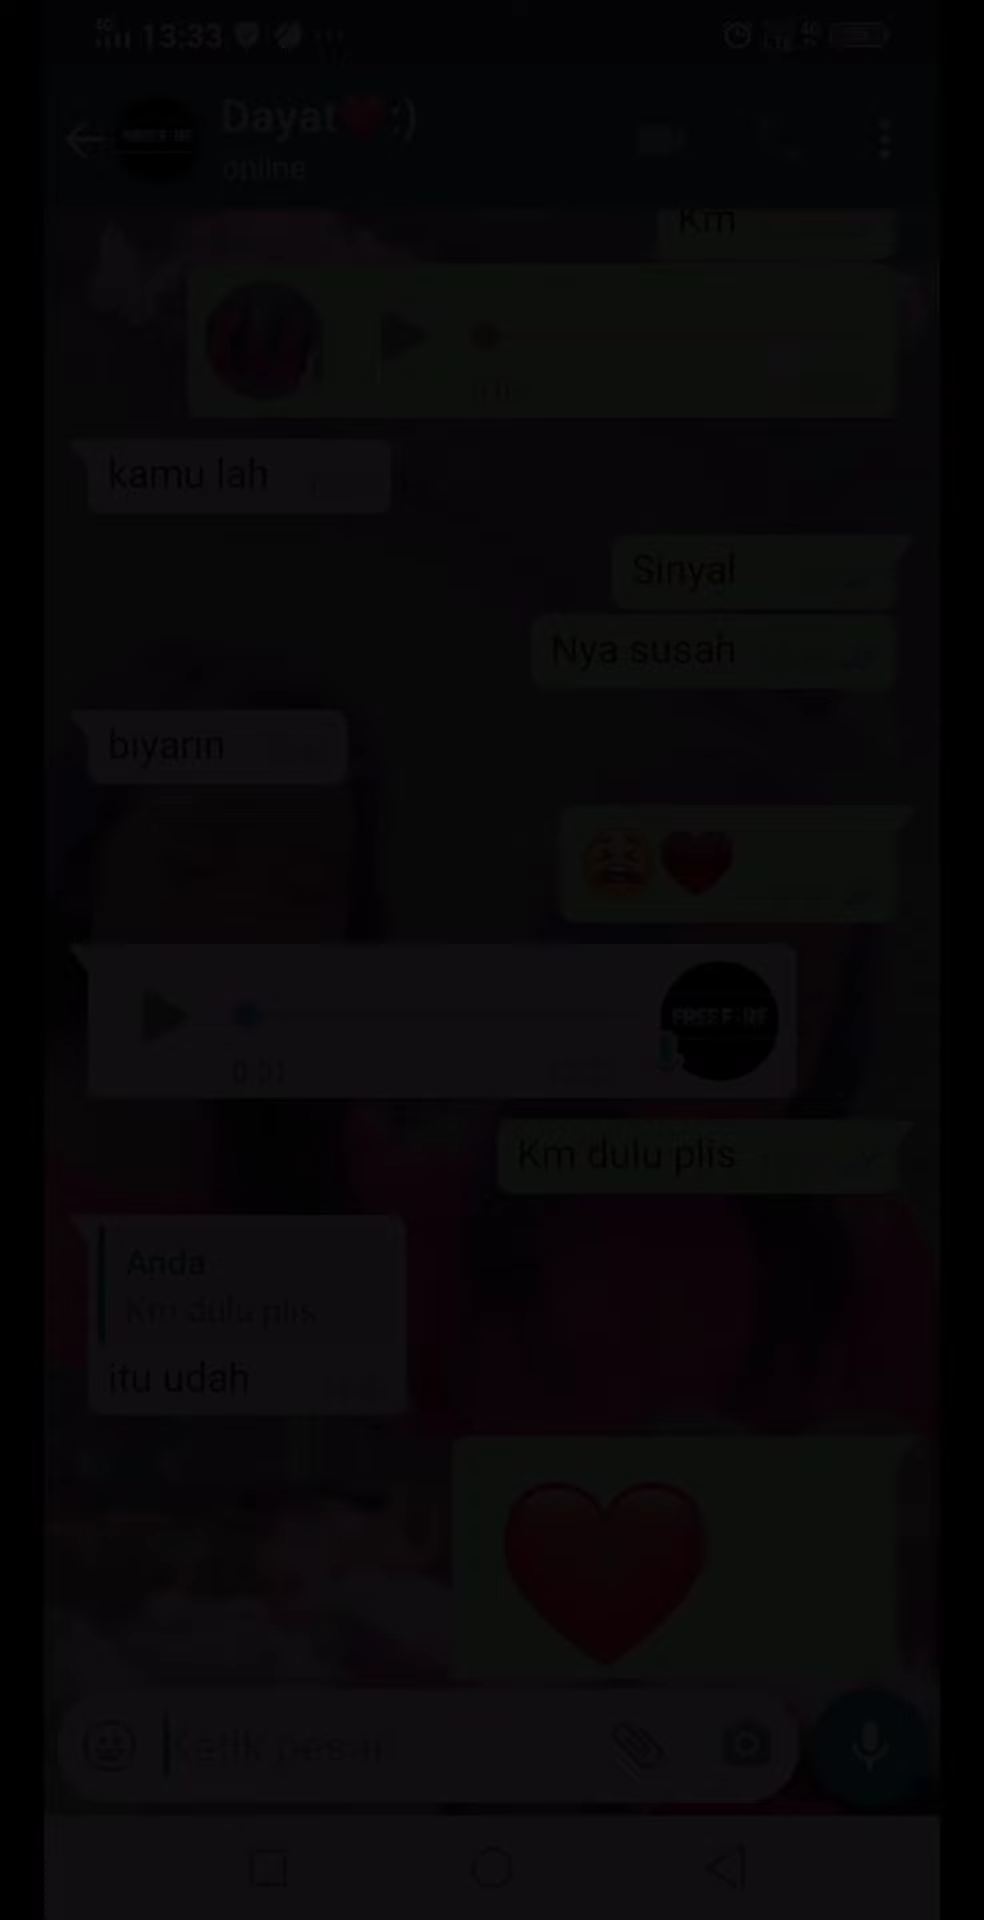 13:33
Dayat❤️:)
online
Km
kamu lah
Sinyal
Nya susah
biyarin
😫❤️
Km dulu plis
Anda
Km dulu plis
itu udah
❤️